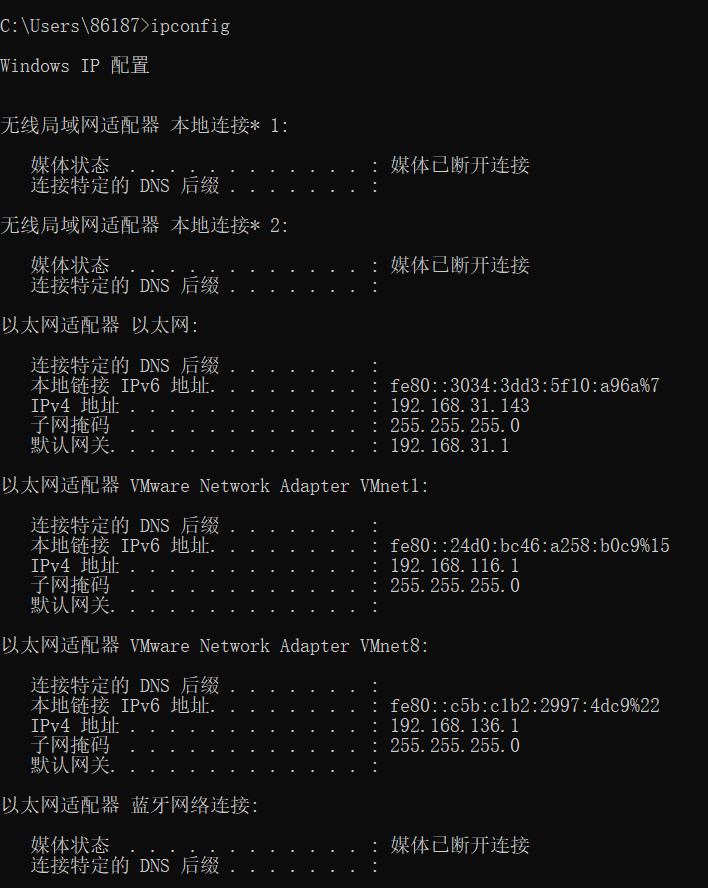 C:\Users\86187>ipconfig
Windows IP 配置
无线局域网适配器 本地连接* 1:
媒体状态  . . . . . . . . . . . . : 媒体已断开连接
连接特定的 DNS 后缀 . . . . . . . :
无线局域网适配器 本地连接* 2:
媒体状态  . . . . . . . . . . . . : 媒体已断开连接
连接特定的 DNS 后缀 . . . . . . . :
以太网适配器 以太网:
连接特定的 DNS 后缀 . . . . . . . :
本地链接 IPv6 地址. . . . . . . . : fe80::3034:3dd3:5f10:a96a%7
IPv4 地址 . . . . . . . . . . . . : 192.168.31.143
子网掩码  . . . . . . . . . . . . : 255.255.255.0
默认网关. . . . . . . . . . . . . : 192.168.31.1
以太网适配器 VMware Network Adapter VMnet1:
连接特定的 DNS 后缀 . . . . . . . :
本地链接 IPv6 地址. . . . . . . . : fe80::24d0:bc46:a258:b0c9%15
IPv4 地址 . . . . . . . . . . . . : 192.168.116.1
子网掩码  . . . . . . . . . . . . : 255.255.255.0
默认网关. . . . . . . . . . . . . :
以太网适配器 VMware Network Adapter VMnet8:
连接特定的 DNS 后缀 . . . . . . . :
本地链接 IPv6 地址. . . . . . . . : fe80::c5b:c1b2:2997:4dc9%22
IPv4 地址 . . . . . . . . . . . . : 192.168.136.1
子网掩码  . . . . . . . . . . . . : 255.255.255.0
默认网关. . . . . . . . . . . . . :
以太网适配器 蓝牙网络连接:
媒体状态  . . . . . . . . . . . . : 媒体已断开连接
连接特定的 DNS 后缀 . . . . . . . :